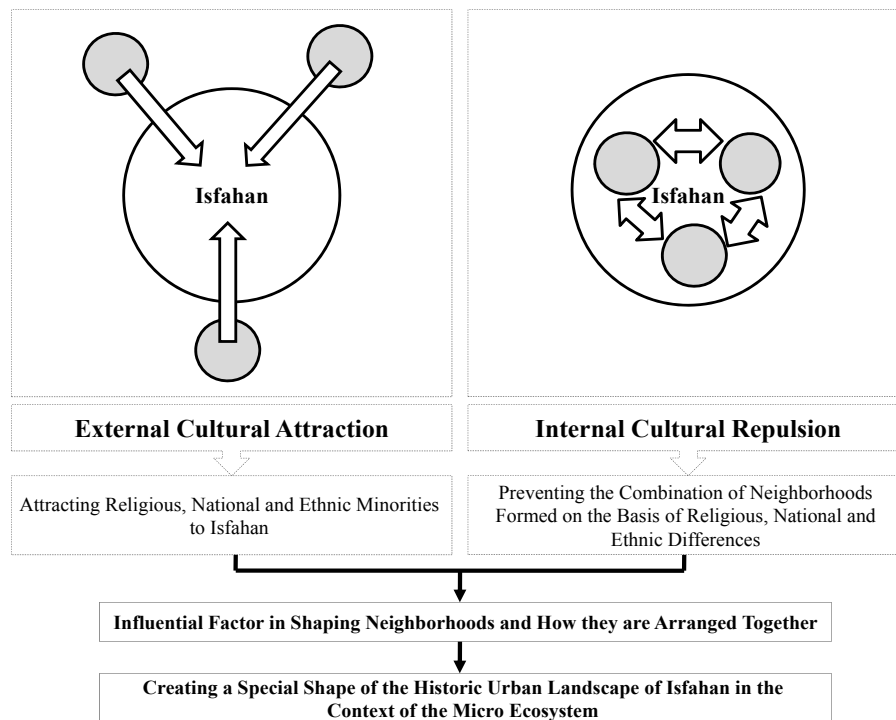 Isfahan
Isfahan
External Cultural Attraction
Internal Cultural Repulsion
Attracting Religious, National and Ethnic Minorities
to Isfahan
Preventing the Combination of Neighborhoods
Formed on the Basis of Religious, National and
Ethnic Differences
Influential Factor in Shaping Neighborhoods and How they are Arranged Together
Creating a Special Shape of the Historic Urban Landscape of Isfahan in the
Context of the Micro Ecosystem